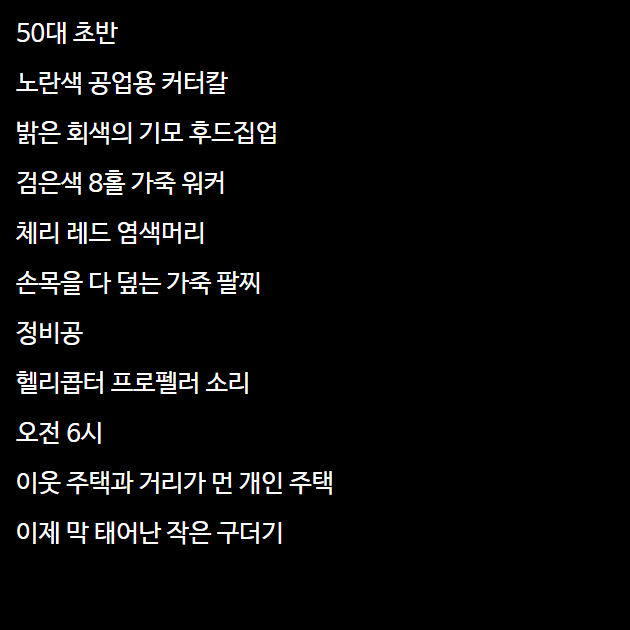 50대 초반
노란색 공업용 커터칼
밝은 회색의 기모 후드집업
검은색 8홀 가죽 워커
체리 레드 염색머리
손목을 다 덮는 가죽 팔찌
정비공
헬리콥터 프로펠러 소리
오전 6시
이웃 주택과 거리가 먼 개인 주택
이제 막 태어난 작은 구더기